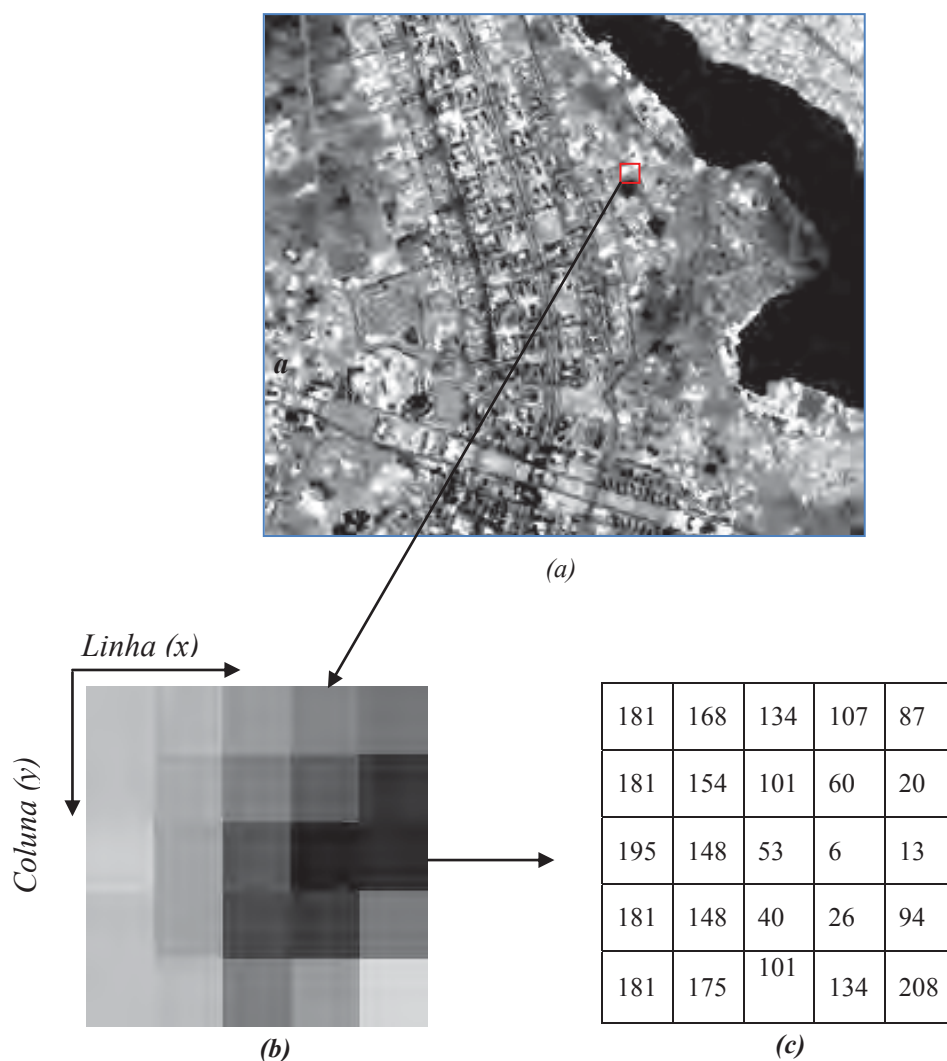 a
(a)
Linha (x)
Coluna (y)
181 168 134 107 87
181 154 101 60 20
195 148 53 6 13
181 148 40 26 94
181 175 101 134 208
(b)
(c)